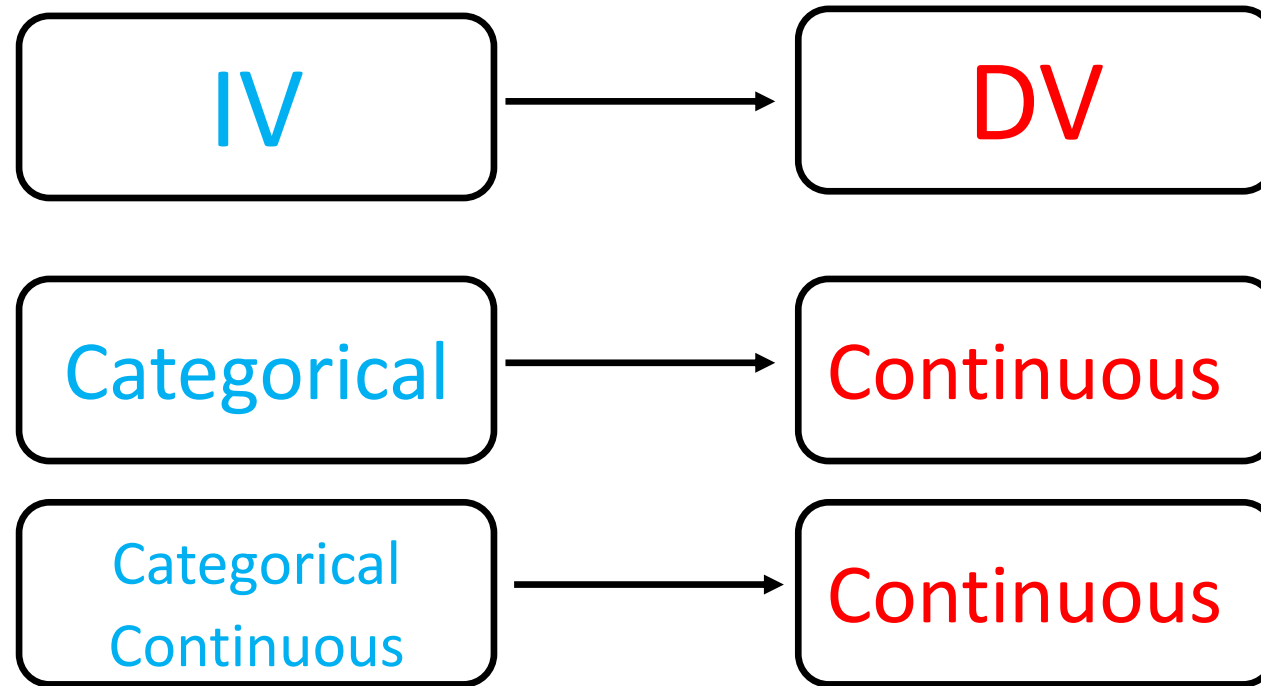 IV
DV
Categorical
Continuous
Categorical
Continuous
Continuous